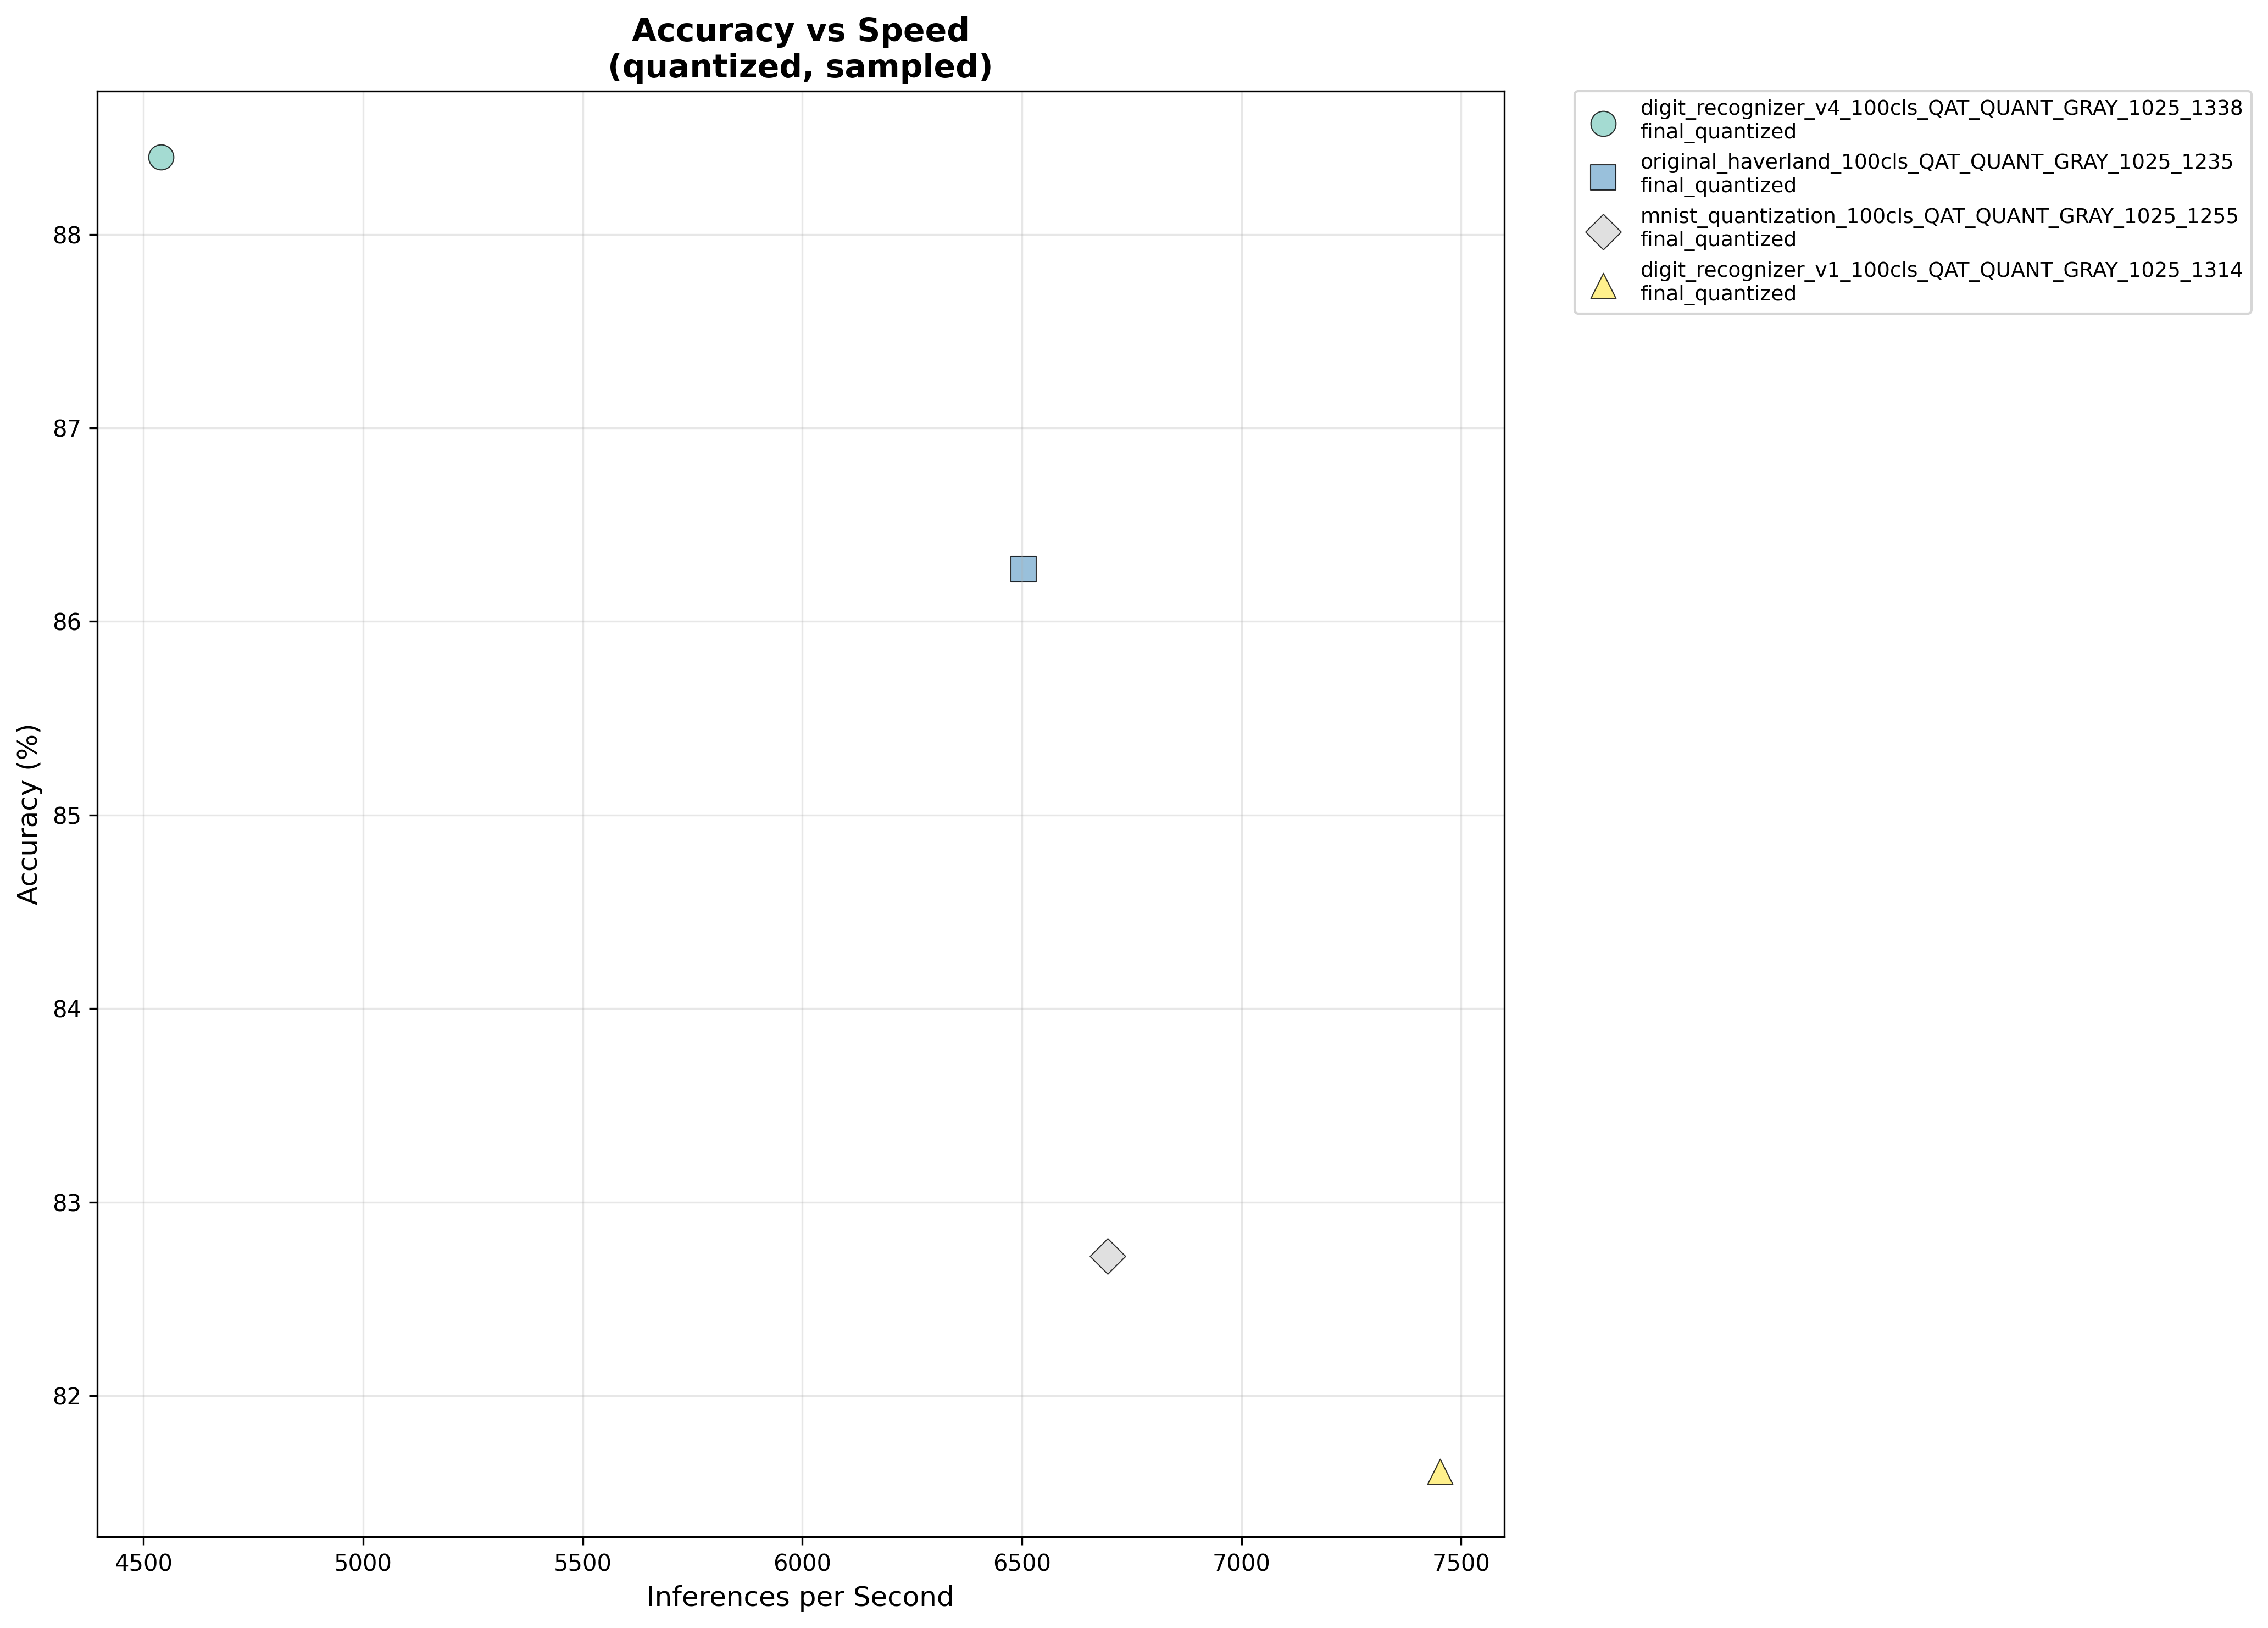 Accuracy vs Speed
(quantized, sampled)
digit_recognizer_v4_100cls_QAT_QUANT_GRAY_1025_1338
final_quantized
original_haverland_100cls_QAT_QUANT_GRAY_1025_1235
final_quantized
mnist_quantization_100cls_QAT_QUANT_GRAY_1025_1255
final_quantized
digit_recognizer_v1_100cls_QAT_QUANT_GRAY_1025_1314
final_quantized
Accuracy (%)
88
87
86
85
84
83
82
4500 5000 5500 6000 6500 7000 7500
Inferences per Second